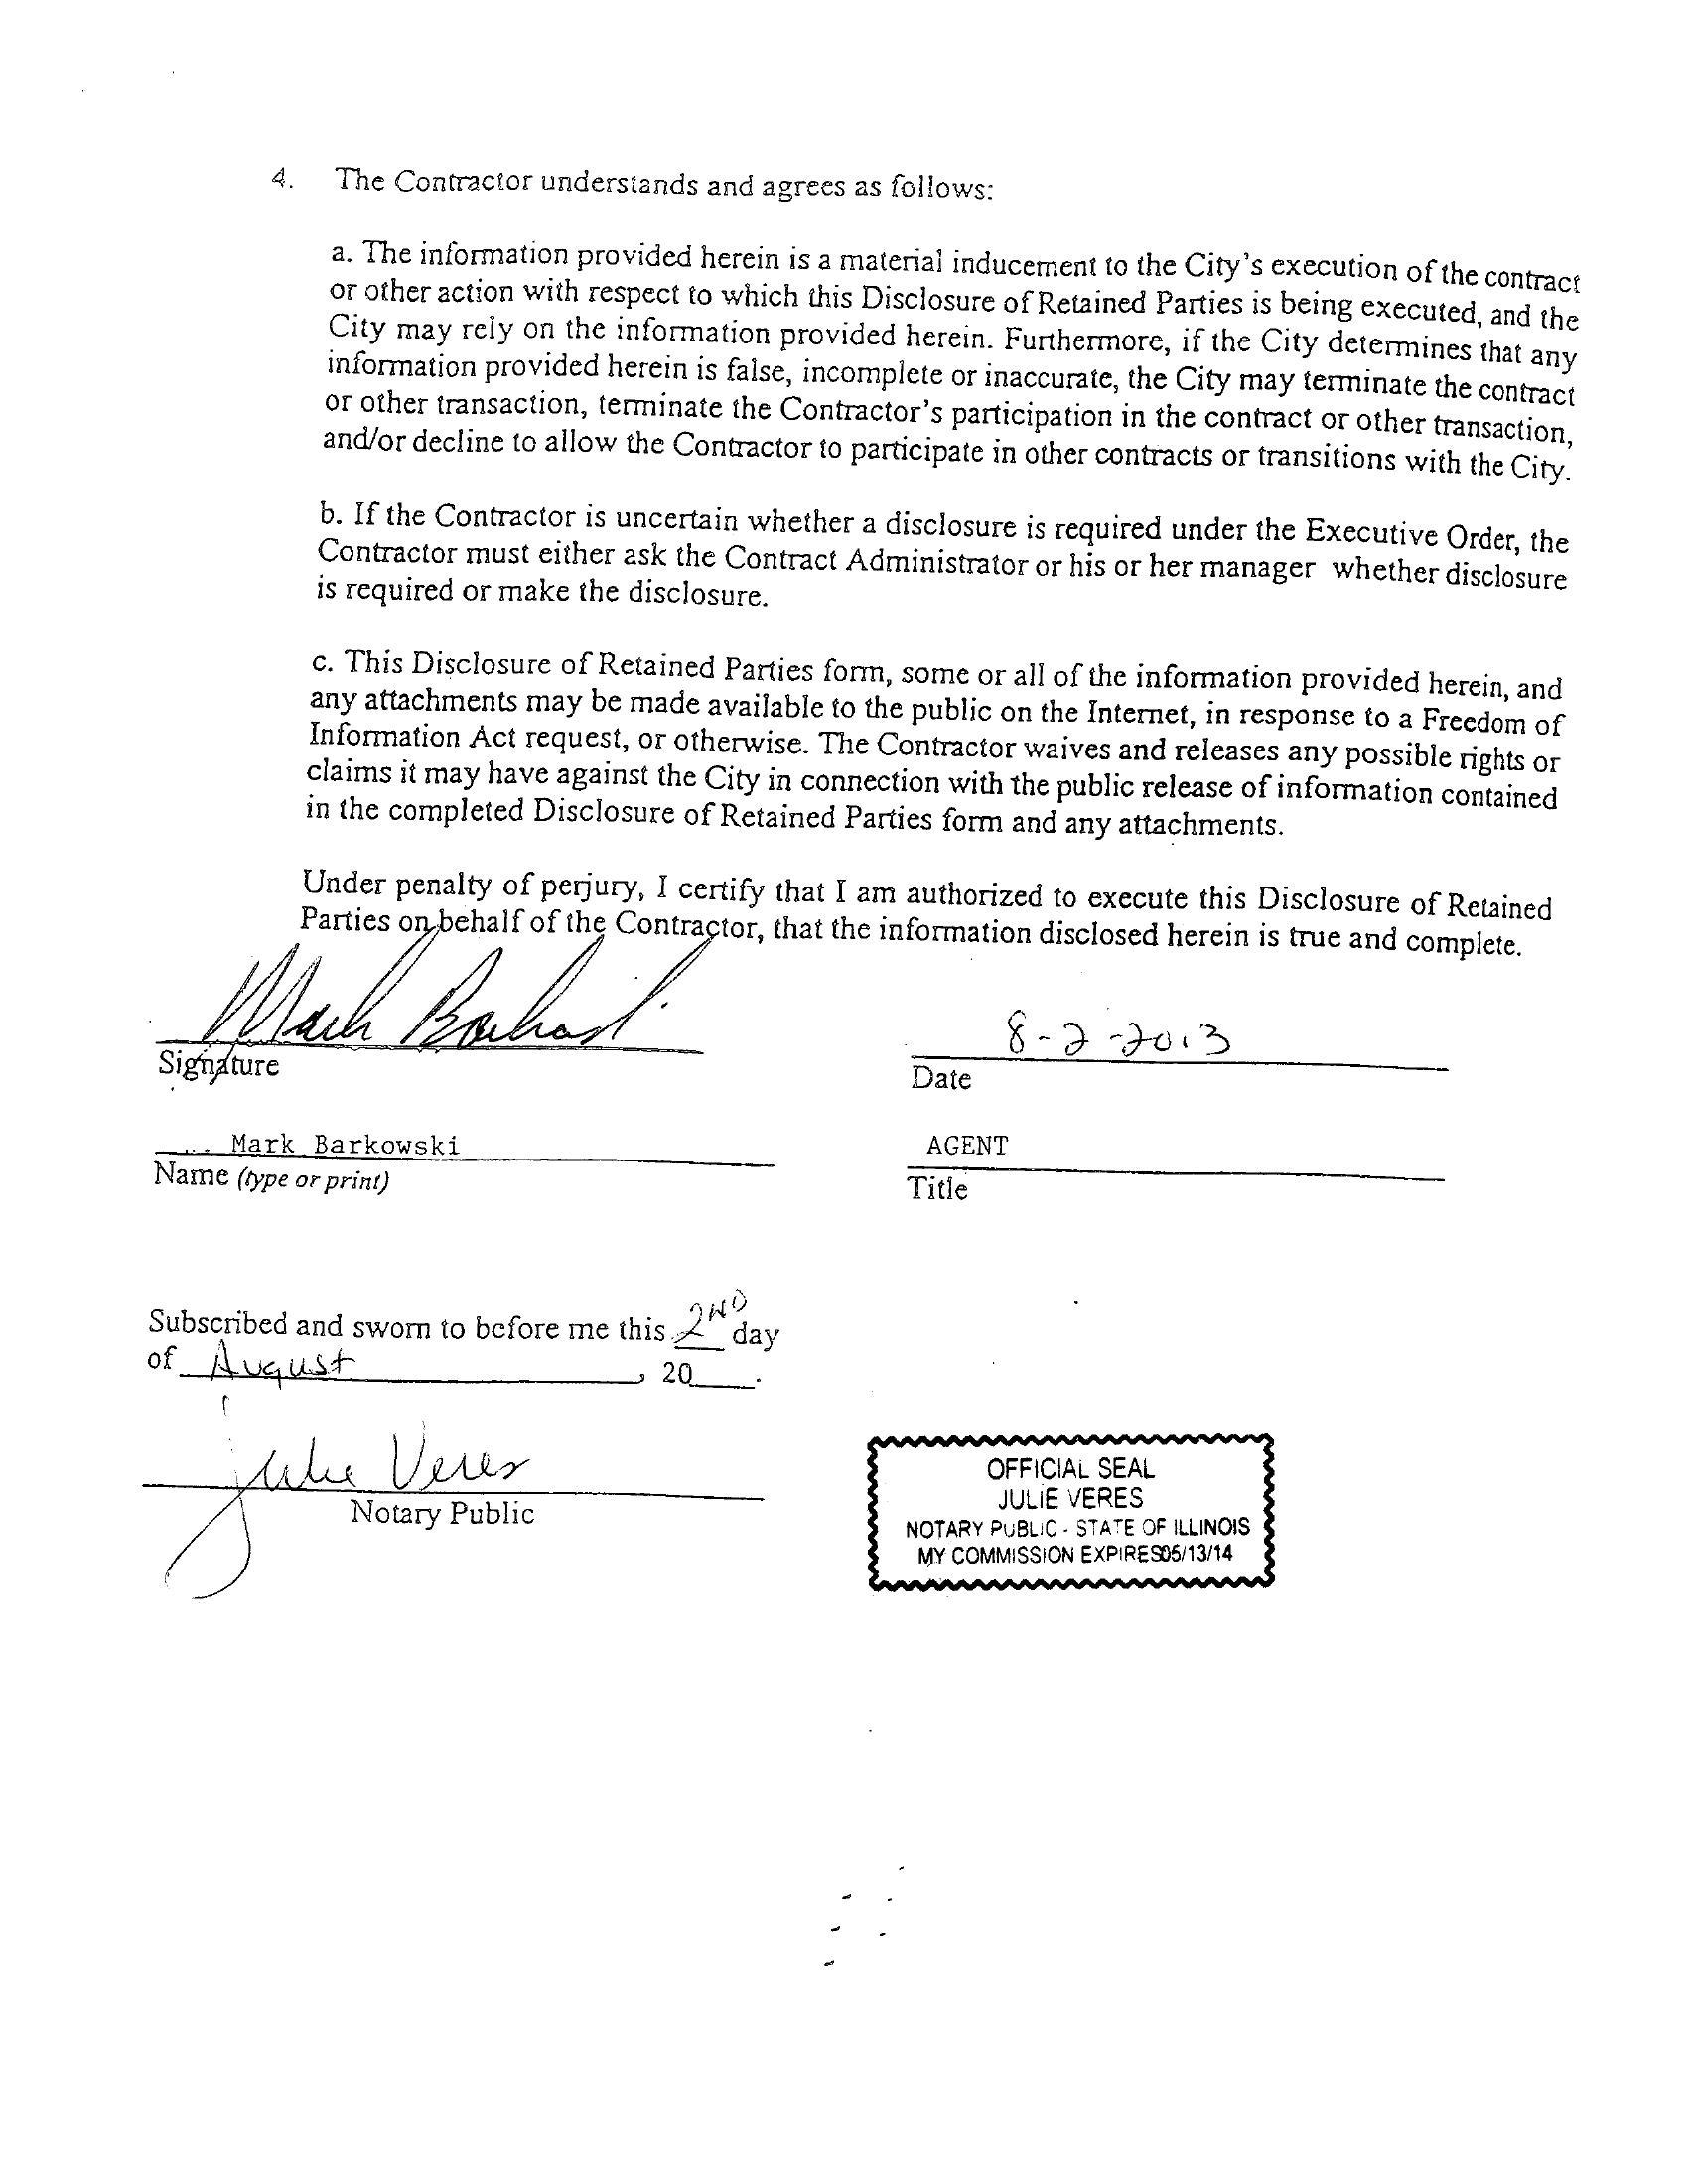 4. The Contractor understands and agrees as follows:
a. The information provided herein is a material inducement to the City's execution of the contract
or other action with respect to which this Disclosure of Retained Parties is being executed, and the
City may rely on the information provided herein. Furthermore, if the City determines that any
information provided herein is false, incomplete or inaccurate, the City may terminate the contract
or other transaction, terminate the Contractor's participation in the contract or other transaction,
and/or decline to allow the Contractor to participate in other contracts or transitions with the City.
b. If the Contractor is uncertain whether a disclosure is required under the Executive Order, the
Contractor must either ask the Contract Administrator or his or her manager whether disclosure
is required or make the disclosure.
c. This Disclosure of Retained Parties form, some or all of the information provided herein, and
any attachments may be made available to the public on the Internet, in response to a Freedom of
Information Act request, or otherwise. The Contractor waives and releases any possible rights or
claims it may have against the City in connection with the public release of information contained
in the completed Disclosure of Retained Parties form and any attachments.
Under penalty of perjury, I certify that I am authorized to execute this Disclosure of Retained
Parties on behalf of the Contractor, that the information disclosed herein is true and complete.
Mark Barkowski 8-2-2013
Signature Date
Mark Barkowski AGENT
Name (type or print) Title
Subscribed and sworn to before me this 2ND day
of August, 20__.
Julie Veres
Notary Public
OFFICIAL SEAL
JULIE VERES
NOTARY PUBLIC - STATE OF ILLINOIS
MY COMMISSION EXPIRES05/13/14